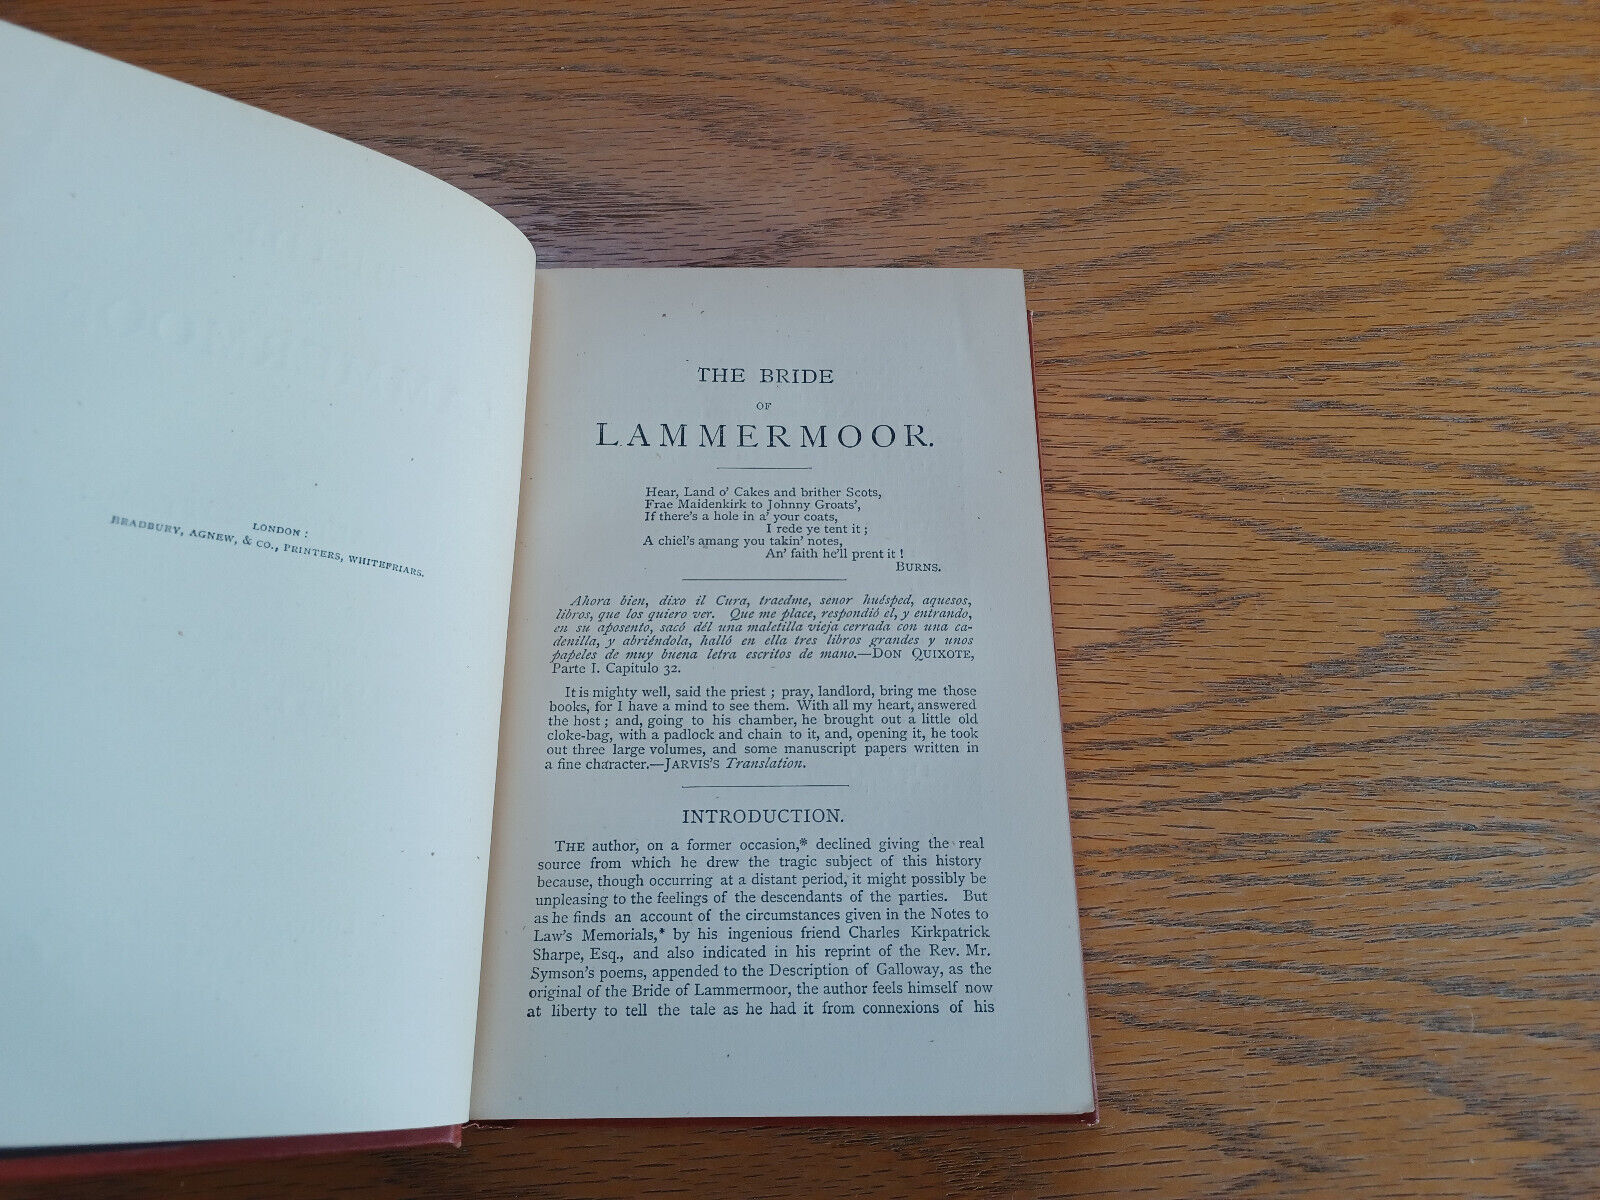 LONDON :
BRADBURY, AGNEW, & CO., PRINTERS, WHITEFRIARS.
THE BRIDE
OF
LAMMERMOOR.
Hear, Land o' Cakes and brither Scots,
Frae Maidenkirk to Johnny Groats',
If there's a hole in a' your coats,
I rede ye tent it ;
A chiel's amang you takin' notes,
An' faith he'll prent it !
BURNS.
Ahora bien, dixo il Cura, traedme, senor huésped, aquesos,
libros, que los quiero ver. Que me place, respondió el, y entrando,
en su aposento, sacó dél una maletilla vieja cerrada con una ca-
denilla, y abriéndola, halló en ella tres libros grandes y unos
papeles de muy buena letra escritos de mano.—DON QUIXOTE,
Parte I. Capitulo 32.
It is mighty well, said the priest ; pray, landlord, bring me those
books, for I have a mind to see them. With all my heart, answered
the host ; and, going to his chamber, he brought out a little old
cloke-bag, with a padlock and chain to it, and, opening it, he took
out three large volumes, and some manuscript papers written in
a fine character.—JARVIS'S Translation.
INTRODUCTION.
THE author, on a former occasion,* declined giving the real
source from which he drew the tragic subject of this history
because, though occurring at a distant period, it might possibly be
unpleasing to the feelings of the descendants of the parties. But
as he finds an account of the circumstances given in the Notes to
Law's Memorials,* by his ingenious friend Charles Kirkpatrick
Sharpe, Esq., and also indicated in his reprint of the Rev. Mr.
Symson's poems, appended to the Description of Galloway, as the
original of the Bride of Lammermoor, the author feels himself now
at liberty to tell the tale as he had it from connexions of his